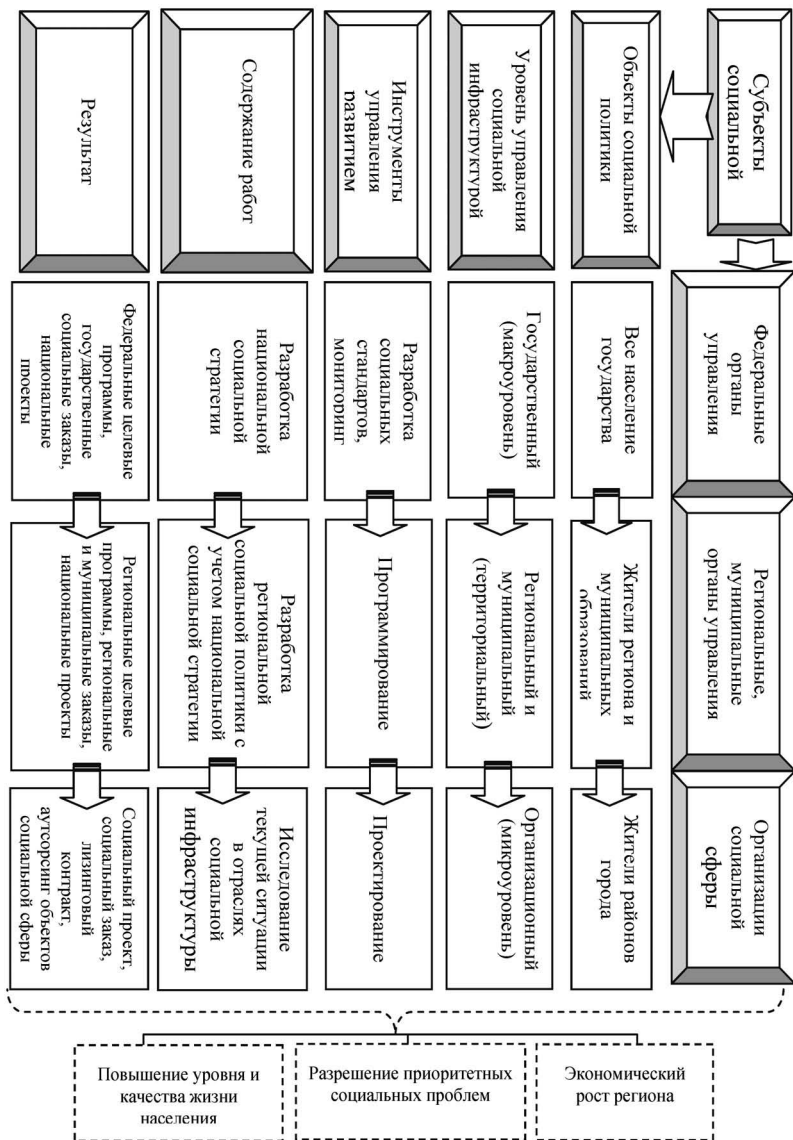 Субъекты
социальной
Федеральные
органы
управления
Региональные,
муниципальные
органы управления
Организации
социальной
сферы
Объекты социальной
политики
Все население
государства
Жители региона и
муниципальных
образований
Жители районов
города
Уровень управления
социальной
инфраструктурой
Государственный
(макроуровень)
Региональный и
муниципальный
(территориальный)
Организационный
(микроуровень)
Инструменты
управления
развитием
Разработка
социальных
стандартов,
мониторинг
Программирование
Проектирование
Содержание работ
Разработка
национальной
социальной
стратегии
Разработка
региональной
социальной политики с
учетом национальной
социальной стратегии
Исследование
текущей ситуации
в отраслях
социальной
инфраструктуры
Результат
Федеральные целевые
программы,
государственные
социальные заказы,
национальные
проекты
Региональные целевые
программы, региональные
и муниципальные заказы,
национальные проекты
Социальный проект,
социальный заказ,
лизинговый
контракт,
аутсорсинг объектов
социальной сферы
Повышение уровня и
качества жизни
населения
Разрешение приоритетных
социальных проблем
Экономический
рост региона